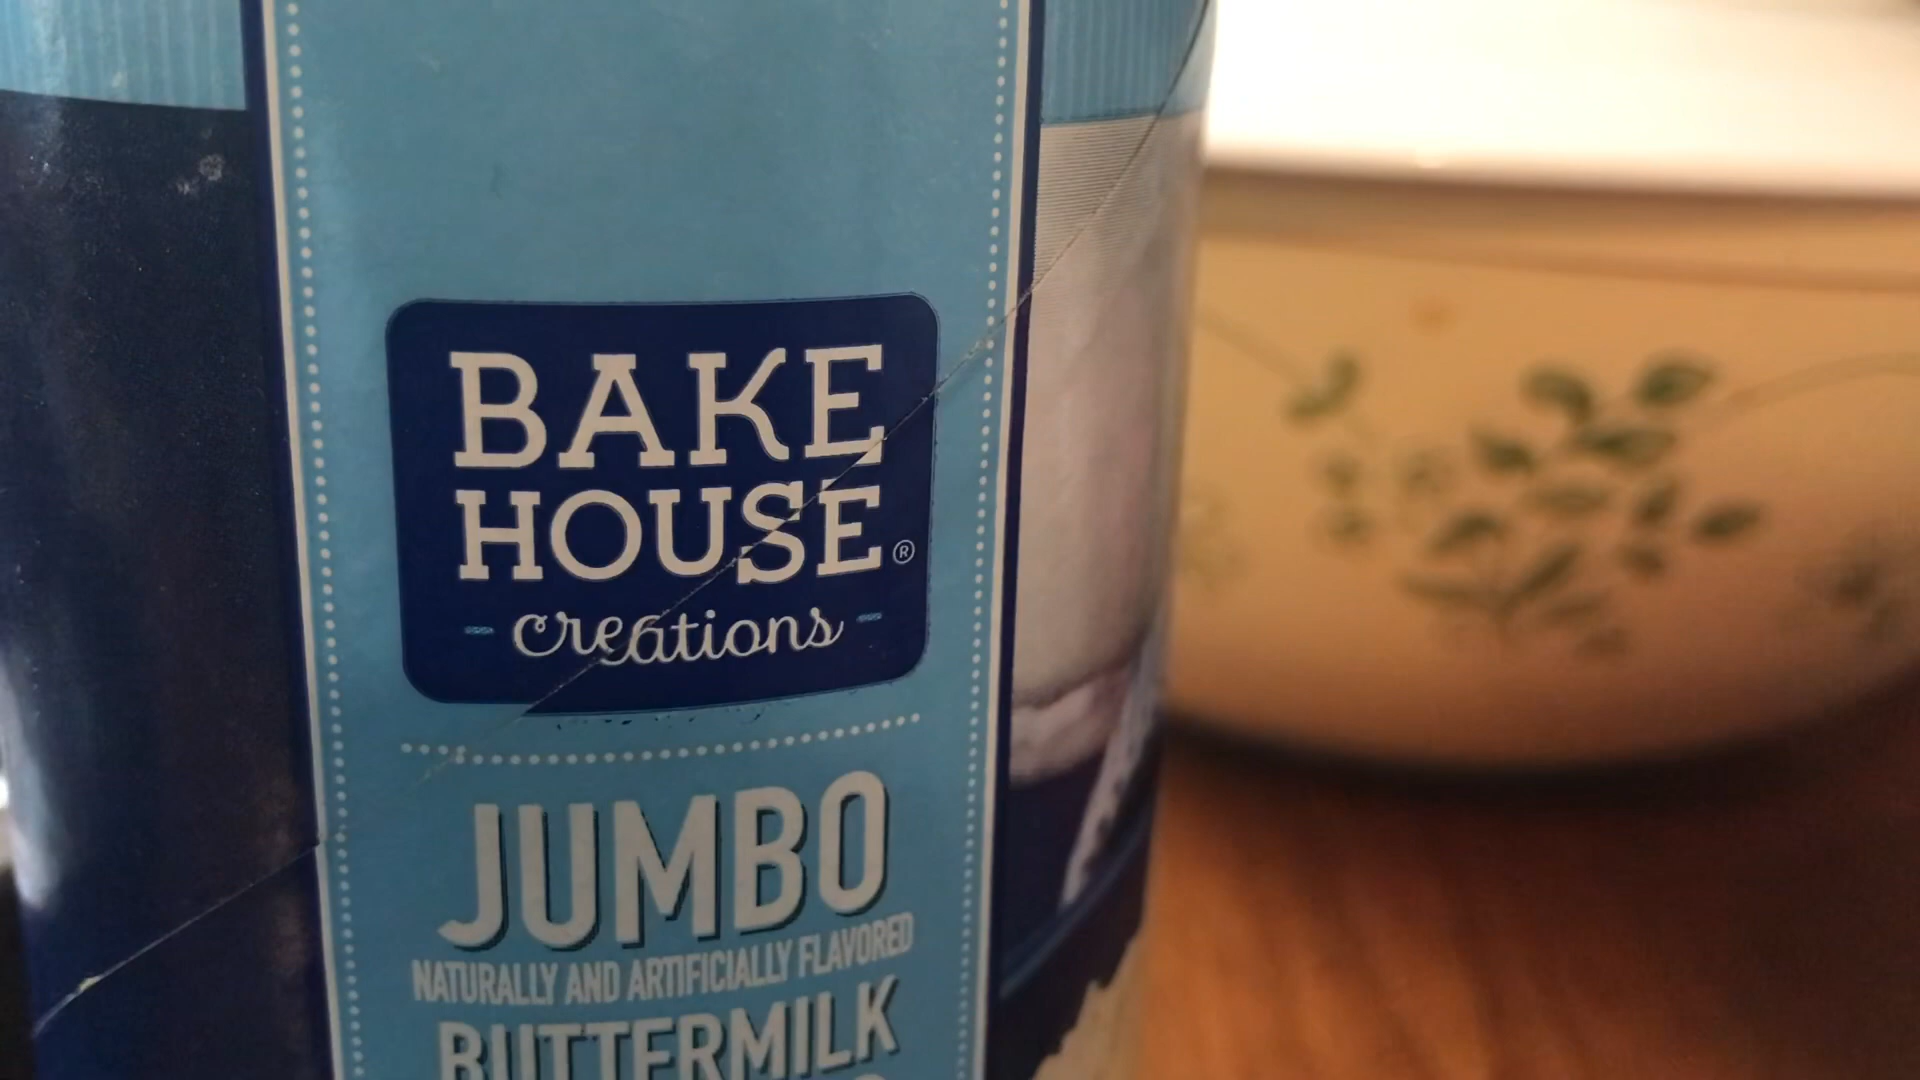 BAKE
HOUSE®
creations
JUMBO
NATURALLY AND ARTIFICIALLY FLAVORED
BUTTERMILK